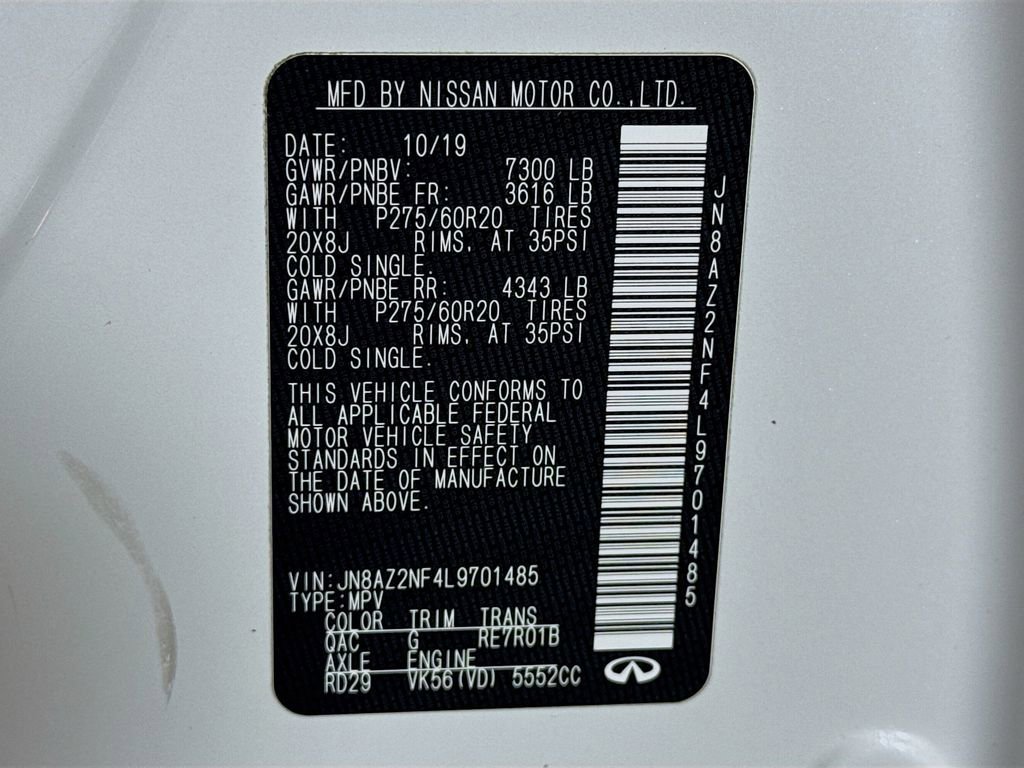 MFD BY NISSAN MOTOR CO.,LTD.
DATE: 10/19
GVWR/PNBV: 7300 LB
GAWR/PNBE FR: 3616 LB
WITH P275/60R20 TIRES
20X8J RIMS, AT 35PSI
COLD SINGLE.
GAWR/PNBE RR: 4343 LB
WITH P275/60R20 TIRES
20X8J RIMS, AT 35PSI
COLD SINGLE.
THIS VEHICLE CONFORMS TO
ALL APPLICABLE FEDERAL
MOTOR VEHICLE SAFETY
STANDARDS IN EFFECT ON
THE DATE OF MANUFACTURE
SHOWN ABOVE.
VIN:JN8AZ2NF4L9701485
TYPE:MPV
COLOR TRIM TRANS
QAC G RE7R01B
AXLE ENGINE
RD29 VK56(VD) 5552CC
JN8AZ2NF4L9701485